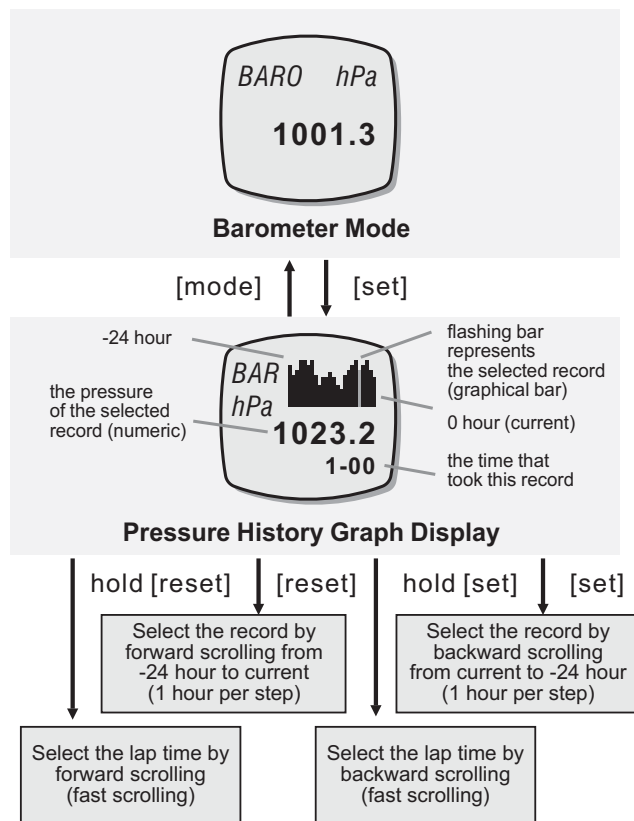 BARO hPa
1001.3
Barometer Mode
[mode] [set]
-24 hour
flashing bar
represents
the selected record
(graphical bar)
BAR
hPa
the pressure
of the selected
record (numeric)
0 hour (current)
1023.2
1-00
the time that
took this record
Pressure History Graph Display
hold [reset] [reset] hold [set] [set]
Select the record by
forward scrolling from
-24 hour to current
(1 hour per step)
Select the record by
backward scrolling
from current to -24 hour
(1 hour per step)
Select the lap time by
forward scrolling
(fast scrolling)
Select the lap time by
backward scrolling
(fast scrolling)